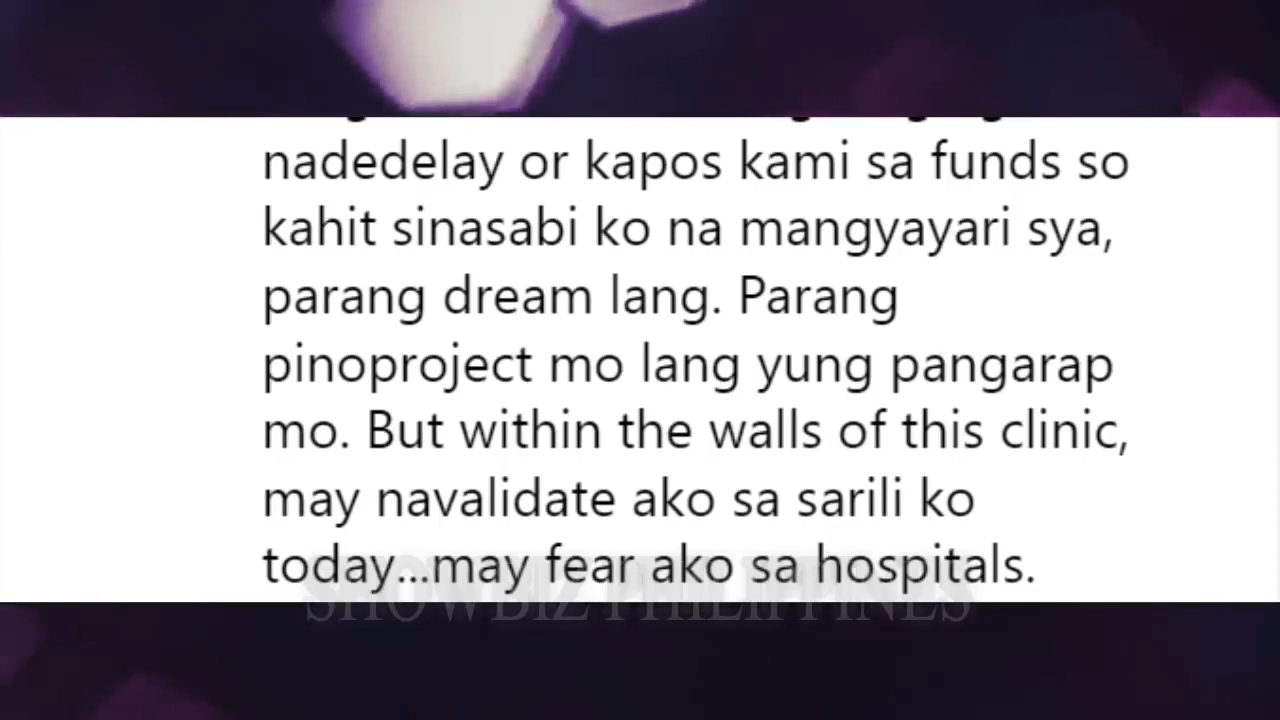 nadedelay or kapos kami sa funds so
kahit sinasabi ko na mangyayari sya,
parang dream lang. Parang
pinoproject mo lang yung pangarap
mo. But within the walls of this clinic,
may navalidate ako sa sarili ko
today...may fear ako sa hospitals.
SHOWBIZ PHILIPPINES